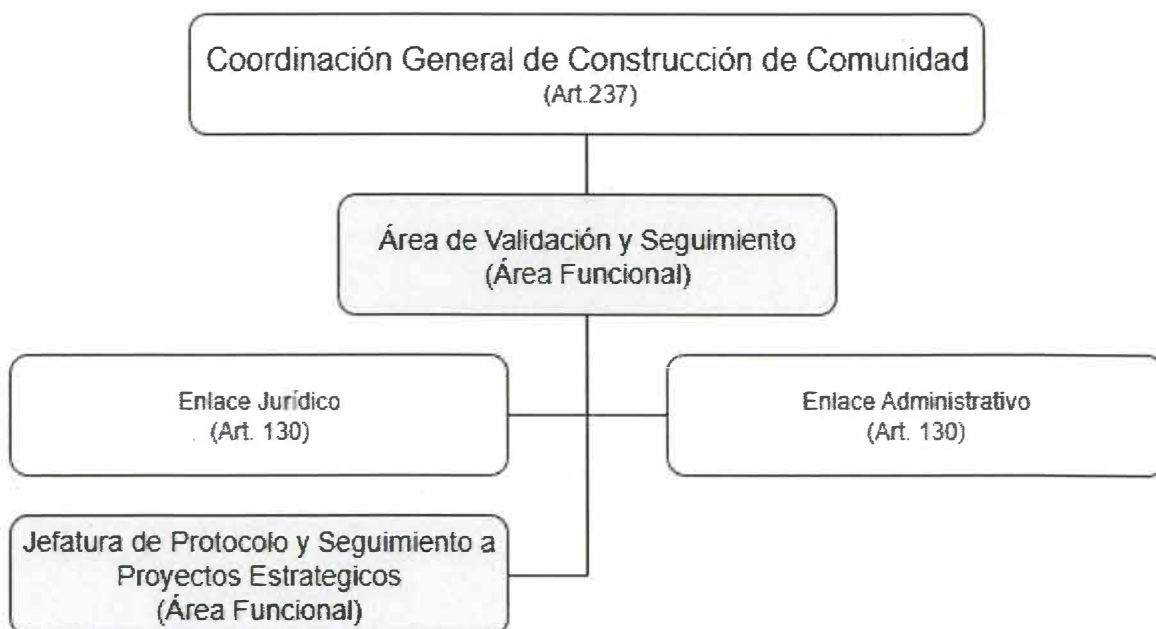 Coordinación General de Construcción de Comunidad
(Art.237)
Área de Validación y Seguimiento
(Área Funcional)
Enlace Jurídico
(Art. 130)
Enlace Administrativo
(Art. 130)
Jefatura de Protocolo y Seguimiento a
Proyectos Estrategicos
(Área Funcional)